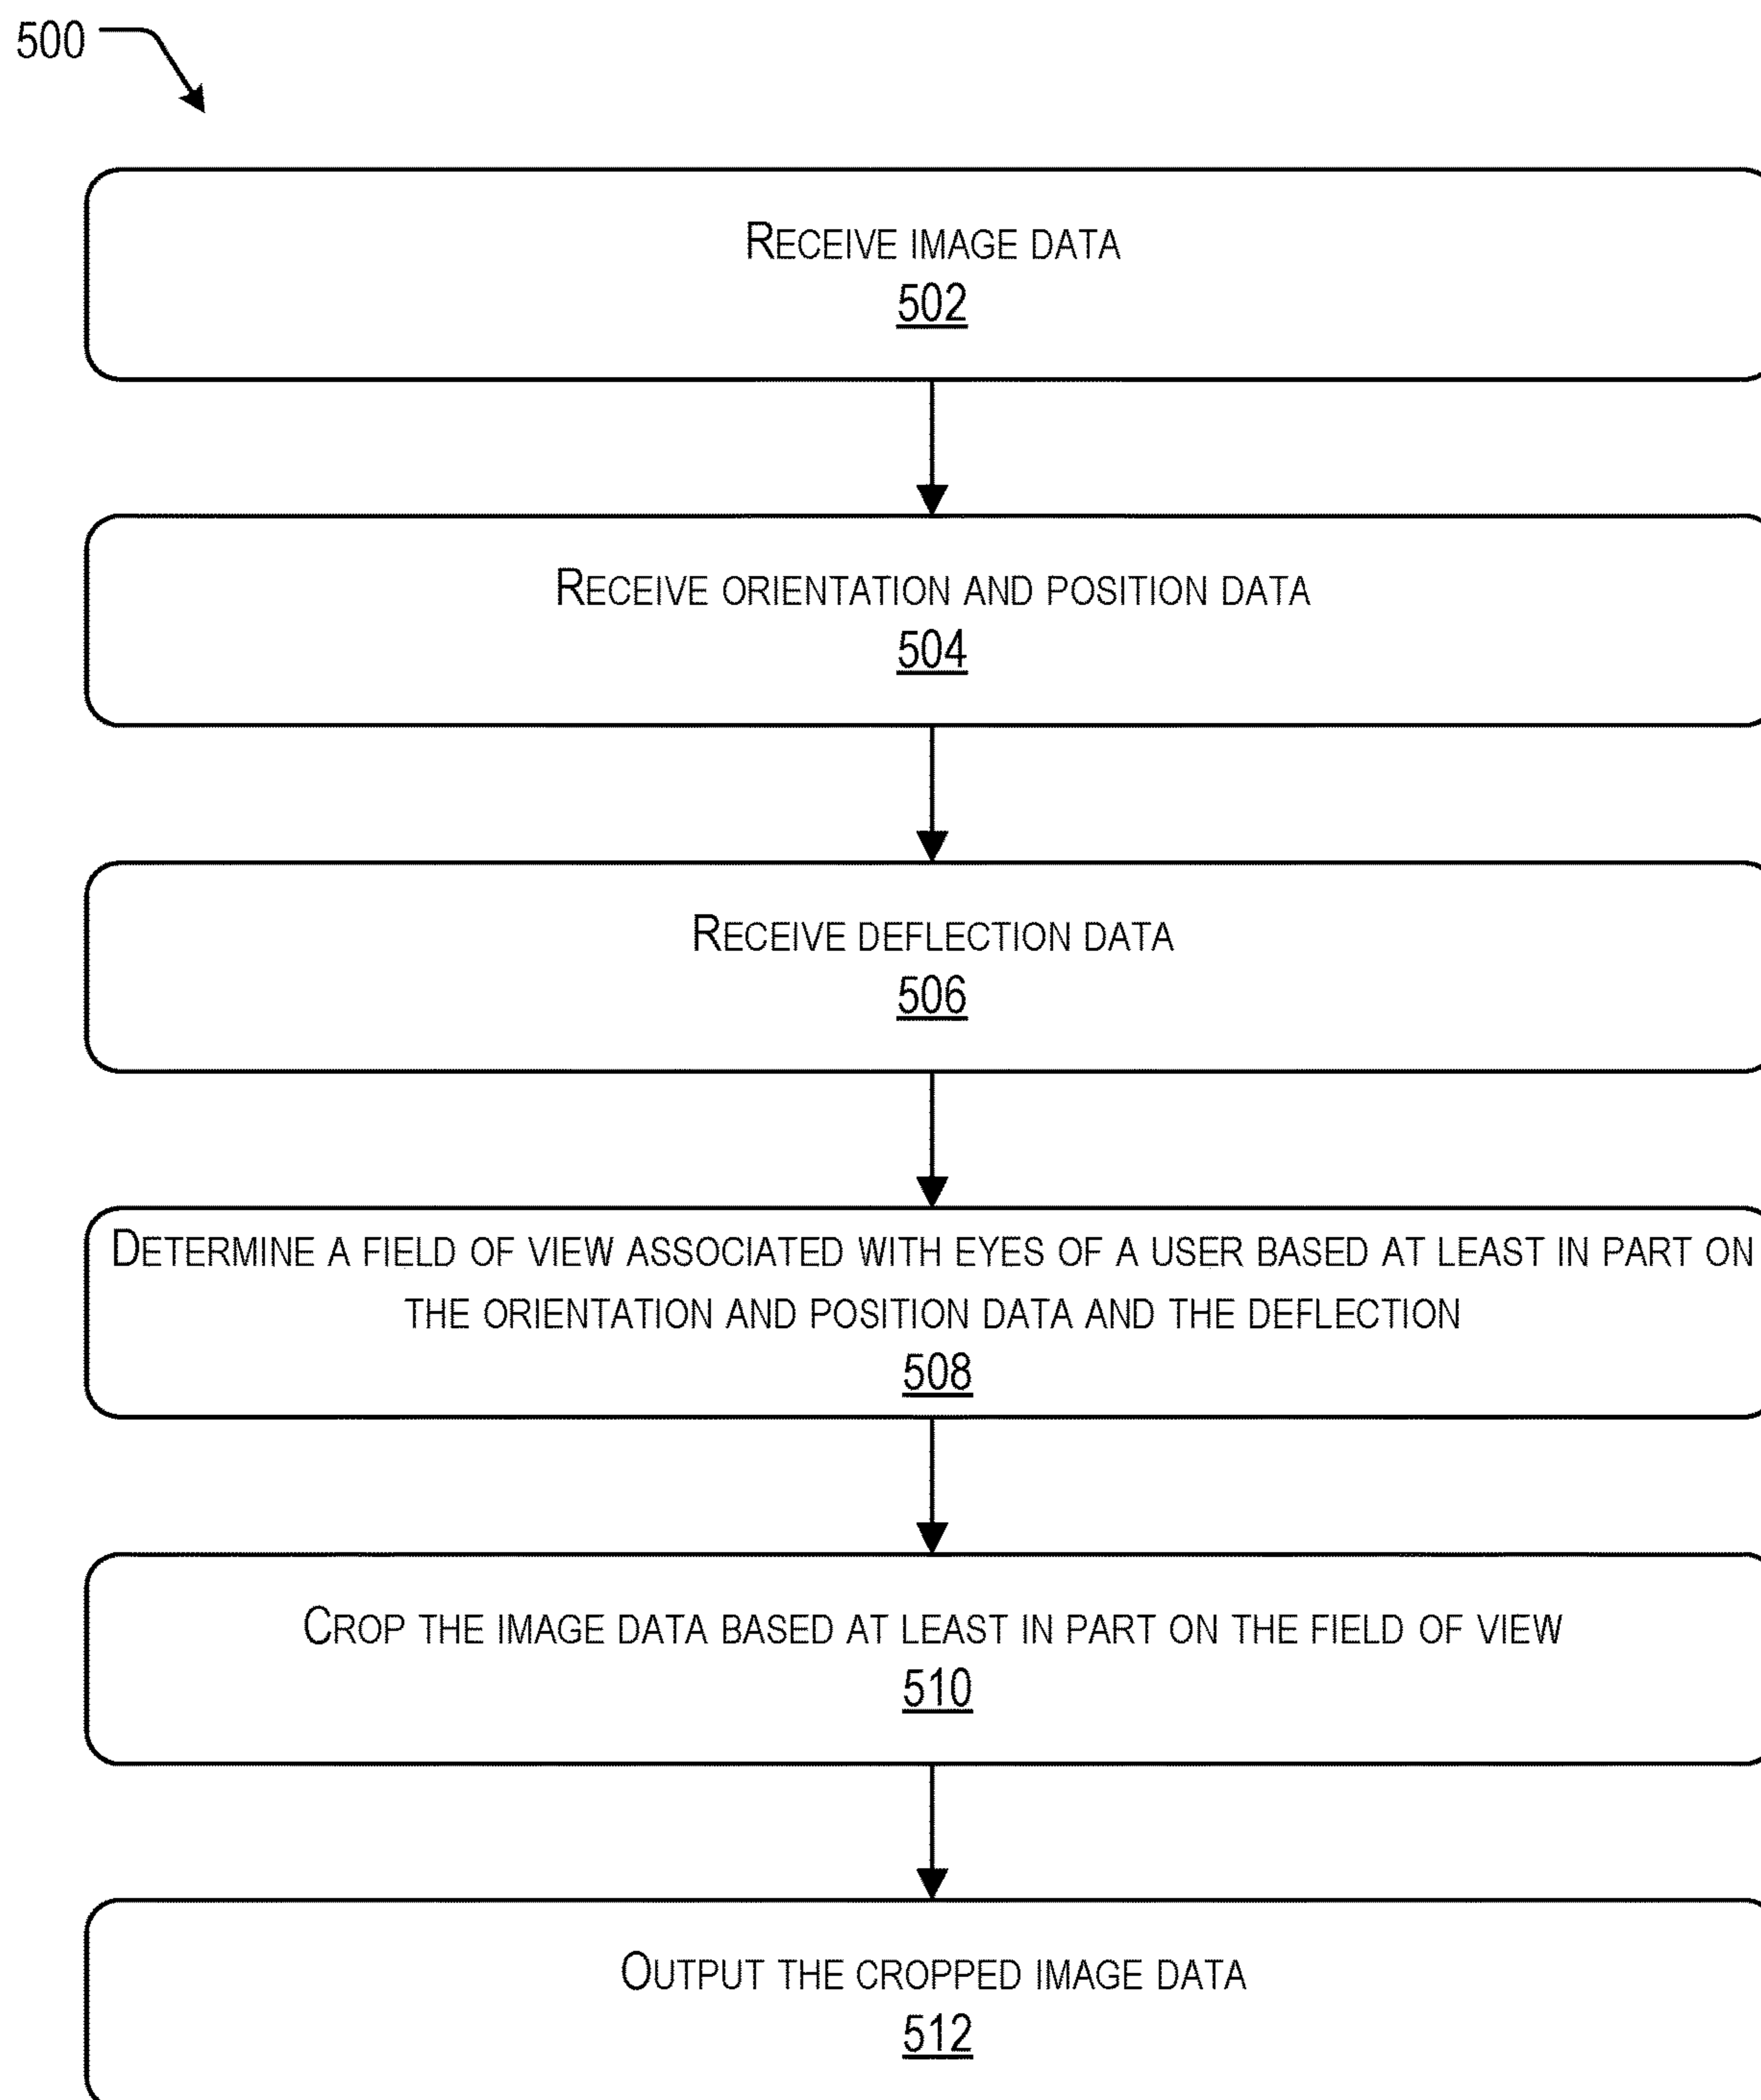 500
RECEIVE IMAGE DATA
502
RECEIVE ORIENTATION AND POSITION DATA
504
RECEIVE DEFLECTION DATA
506
DETERMINE A FIELD OF VIEW ASSOCIATED WITH EYES OF A USER BASED AT LEAST IN PART ON
THE ORIENTATION AND POSITION DATA AND THE DEFLECTION
508
CROP THE IMAGE DATA BASED AT LEAST IN PART ON THE FIELD OF VIEW
510
OUTPUT THE CROPPED IMAGE DATA
512